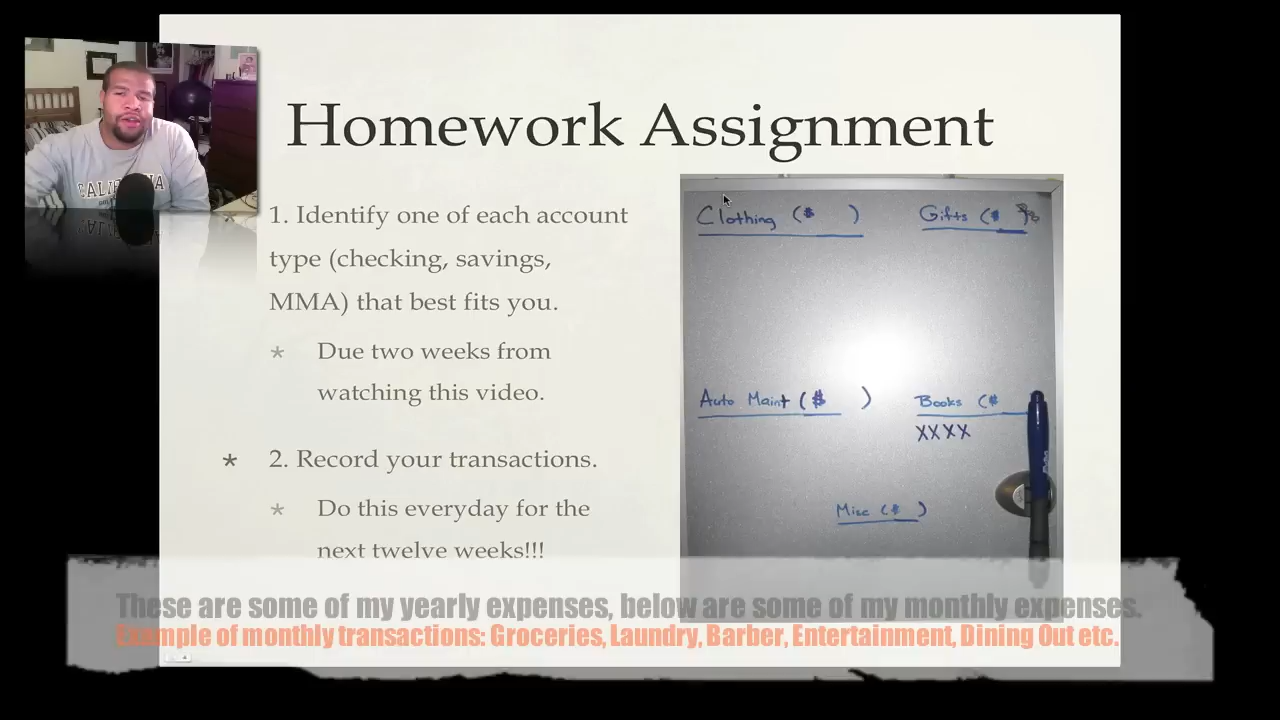 Homework Assignment
CALIFORNIA
* 1. Identify one of each account
type (checking, savings,
MMA) that best fits you.
* Due two weeks from
watching this video.
* 2. Record your transactions.
* Do this everyday for the
next twelve weeks!!!
Clothing ($ )
Gifts ($
Auto Maint ($ )
Books ($
XXXX
Misc ($ )
These are some of my yearly expenses, below are some of my monthly expenses.
Example of monthly transactions: Groceries, Laundry, Barber, Entertainment, Dining Out etc.